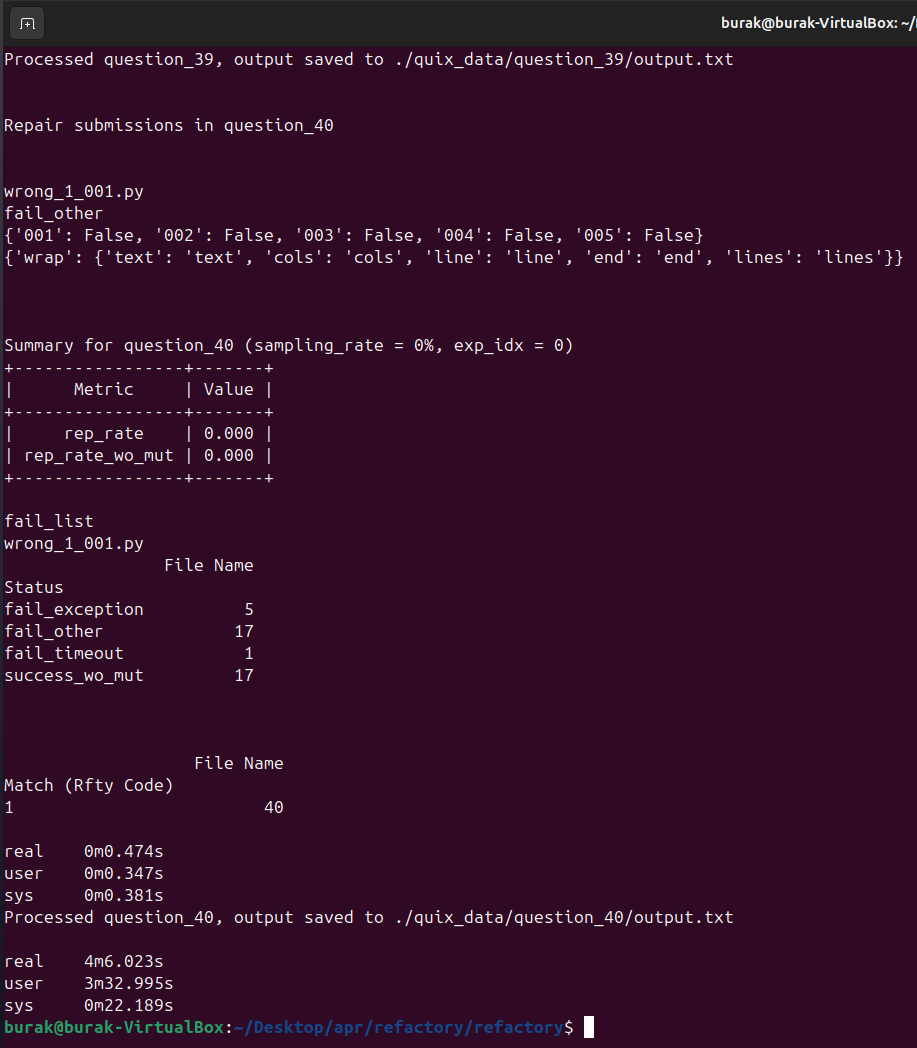 burak@burak-VirtualBox: ~/
Processed question_39, output saved to ./quix_data/question_39/output.txt
Repair submissions in question_40
wrong_1_001.py
fail_other
{'001': False, '002': False, '003': False, '004': False, '005': False}
{'wrap': {'text': 'text', 'cols': 'cols', 'line': 'line', 'end': 'end', 'lines': 'lines'}}
Summary for question_40 (sampling_rate = 0%, exp_idx = 0)
+-----------------+-------+
|      Metric     | Value |
+-----------------+-------+
|     rep_rate    | 0.000 |
| rep_rate_wo_mut | 0.000 |
+-----------------+-------+
fail_list
wrong_1_001.py
                File Name
Status
fail_exception          5
fail_other             17
fail_timeout            1
success_wo_mut         17
                   File Name
Match (Rfty Code)
1                         40
real    0m0.474s
user    0m0.347s
sys     0m0.381s
Processed question_40, output saved to ./quix_data/question_40/output.txt
real    4m6.023s
user    3m32.995s
sys     0m22.189s
burak@burak-VirtualBox:~/Desktop/apr/refactory/refactory$